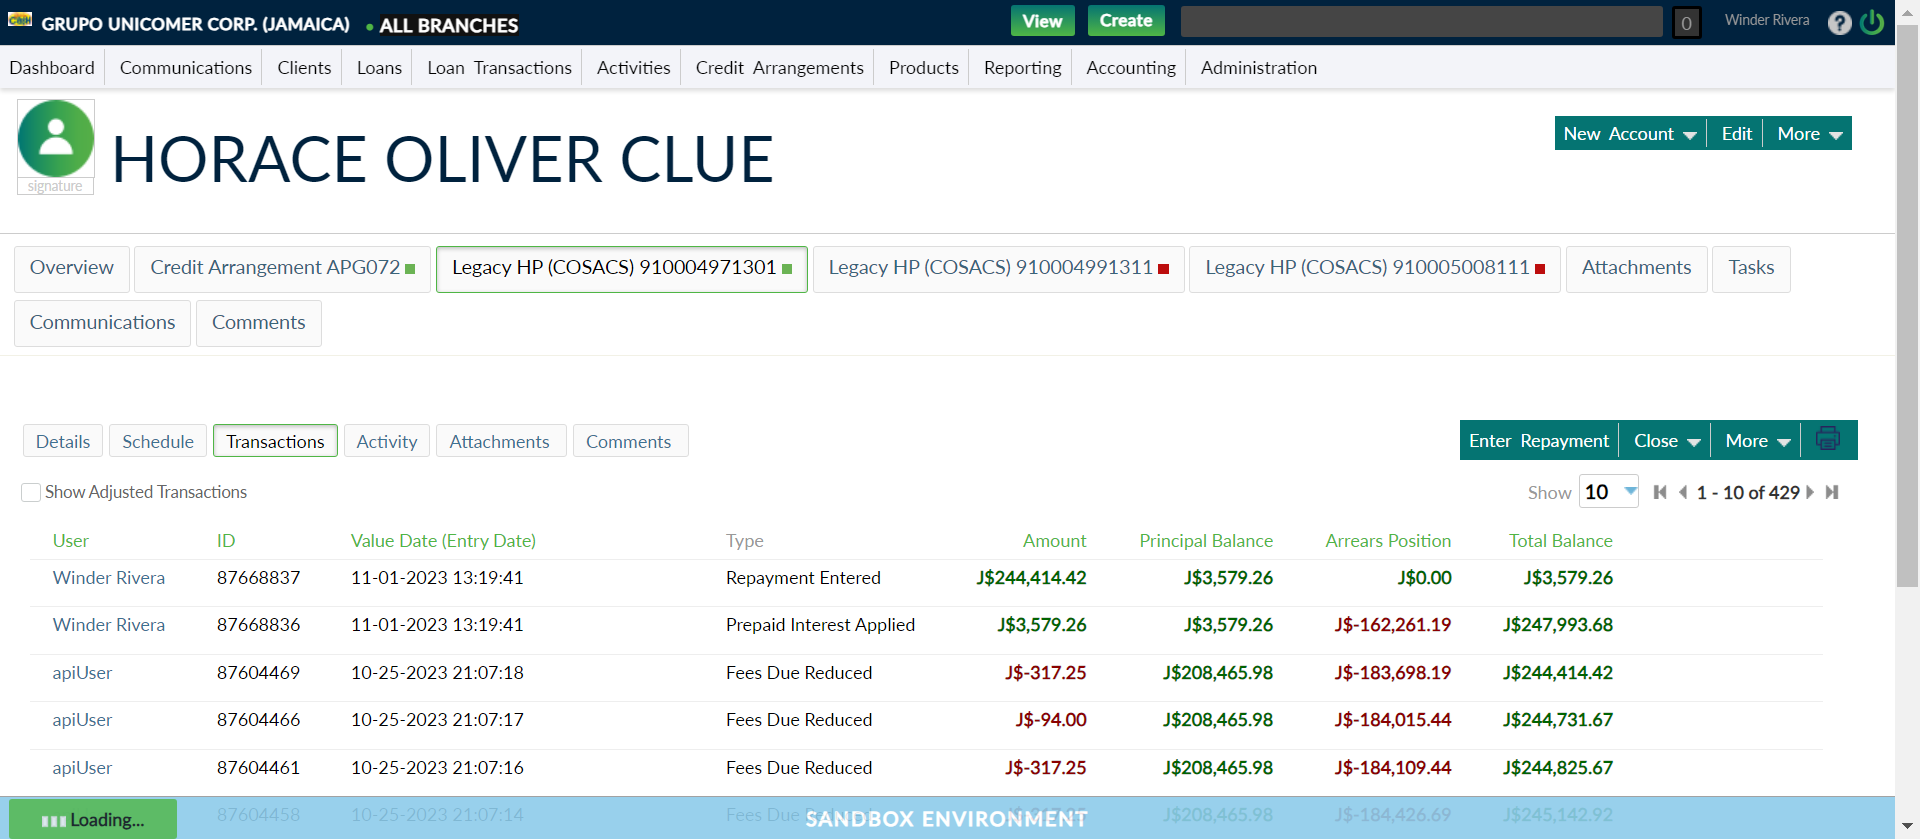 GRUPO UNICOMER CORP. (JAMAICA) • ALL BRANCHES View Create 0 Winder Rivera ?
Dashboard Communications Clients Loans Loan Transactions Activities Credit Arrangements Products Reporting Accounting Administration
HORACE OLIVER CLUE
signature
New Account Edit More
Overview Credit Arrangement APG072 Legacy HP (COSACS) 910004971301 Legacy HP (COSACS) 910004991311 Legacy HP (COSACS) 910005008111 Attachments Tasks
Communications Comments
Details Schedule Transactions Activity Attachments Comments Enter Repayment Close More
Show Adjusted Transactions Show 10 1 - 10 of 429
User ID Value Date (Entry Date) Type Amount Principal Balance Arrears Position Total Balance
Winder Rivera 87668837 11-01-2023 13:19:41 Repayment Entered J$244,414.42 J$3,579.26 J$0.00 J$3,579.26
Winder Rivera 87668836 11-01-2023 13:19:41 Prepaid Interest Applied J$3,579.26 J$3,579.26 J$-162,261.19 J$247,993.68
apiUser 87604469 10-25-2023 21:07:18 Fees Due Reduced J$-317.25 J$208,465.98 J$-183,698.19 J$244,414.42
apiUser 87604466 10-25-2023 21:07:17 Fees Due Reduced J$-94.00 J$208,465.98 J$-184,015.44 J$244,731.67
apiUser 87604461 10-25-2023 21:07:16 Fees Due Reduced J$-317.25 J$208,465.98 J$-184,109.44 J$244,825.67
87604458 10-25-2023 21:07:14 J$208,465.98 J$-184,426.69 J$245,142.92
Loading... SANDBOX ENVIRONMENT